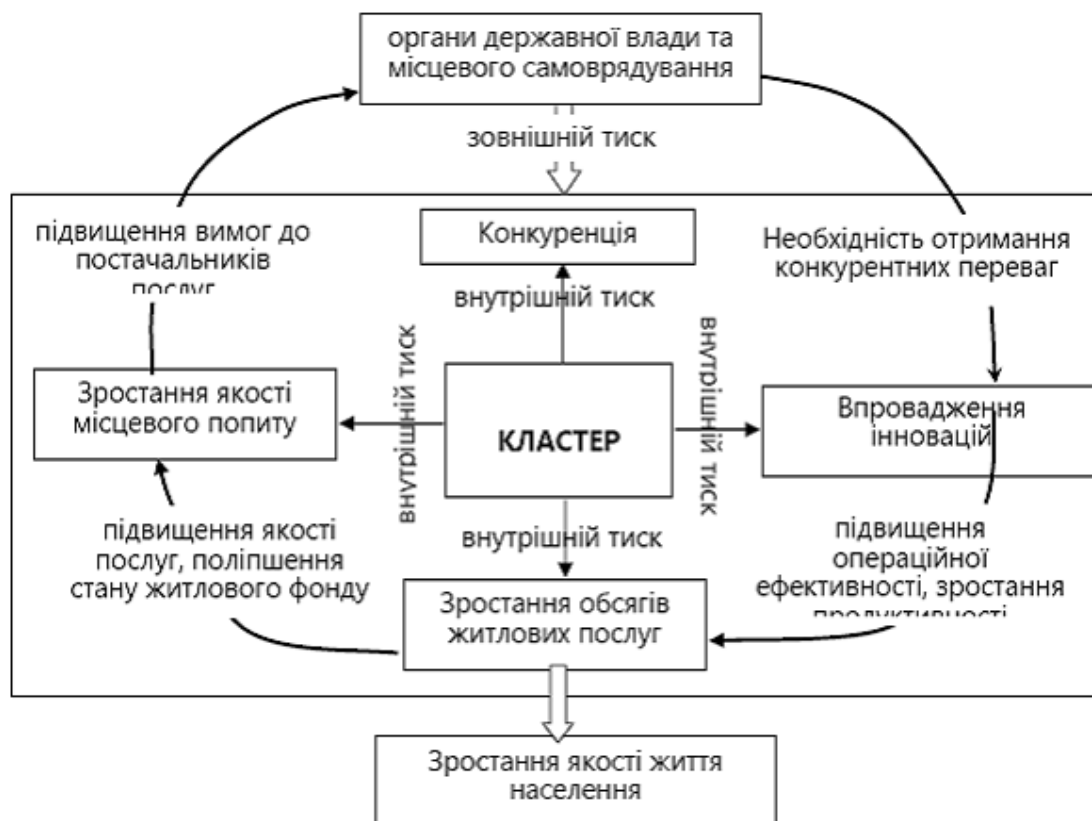 органи державної влади та
місцевого самоврядування
зовнішній тиск
підвищення вимог до
постачальників
послуг
Конкуренція
Необхідність отримання
конкурентних переваг
внутрішній тиск
внутрішній тиск
внутрішній тиск
Зростання якості
місцевого попиту
КЛАСТЕР
Впровадження
інновацій
внутрішній тиск
підвищення якості
послуг, поліпшення
стану житлового фонду
підвищення
операційної
ефективності, зростання
продуктивності
Зростання обсягів
житлових послуг
Зростання якості життя
населення